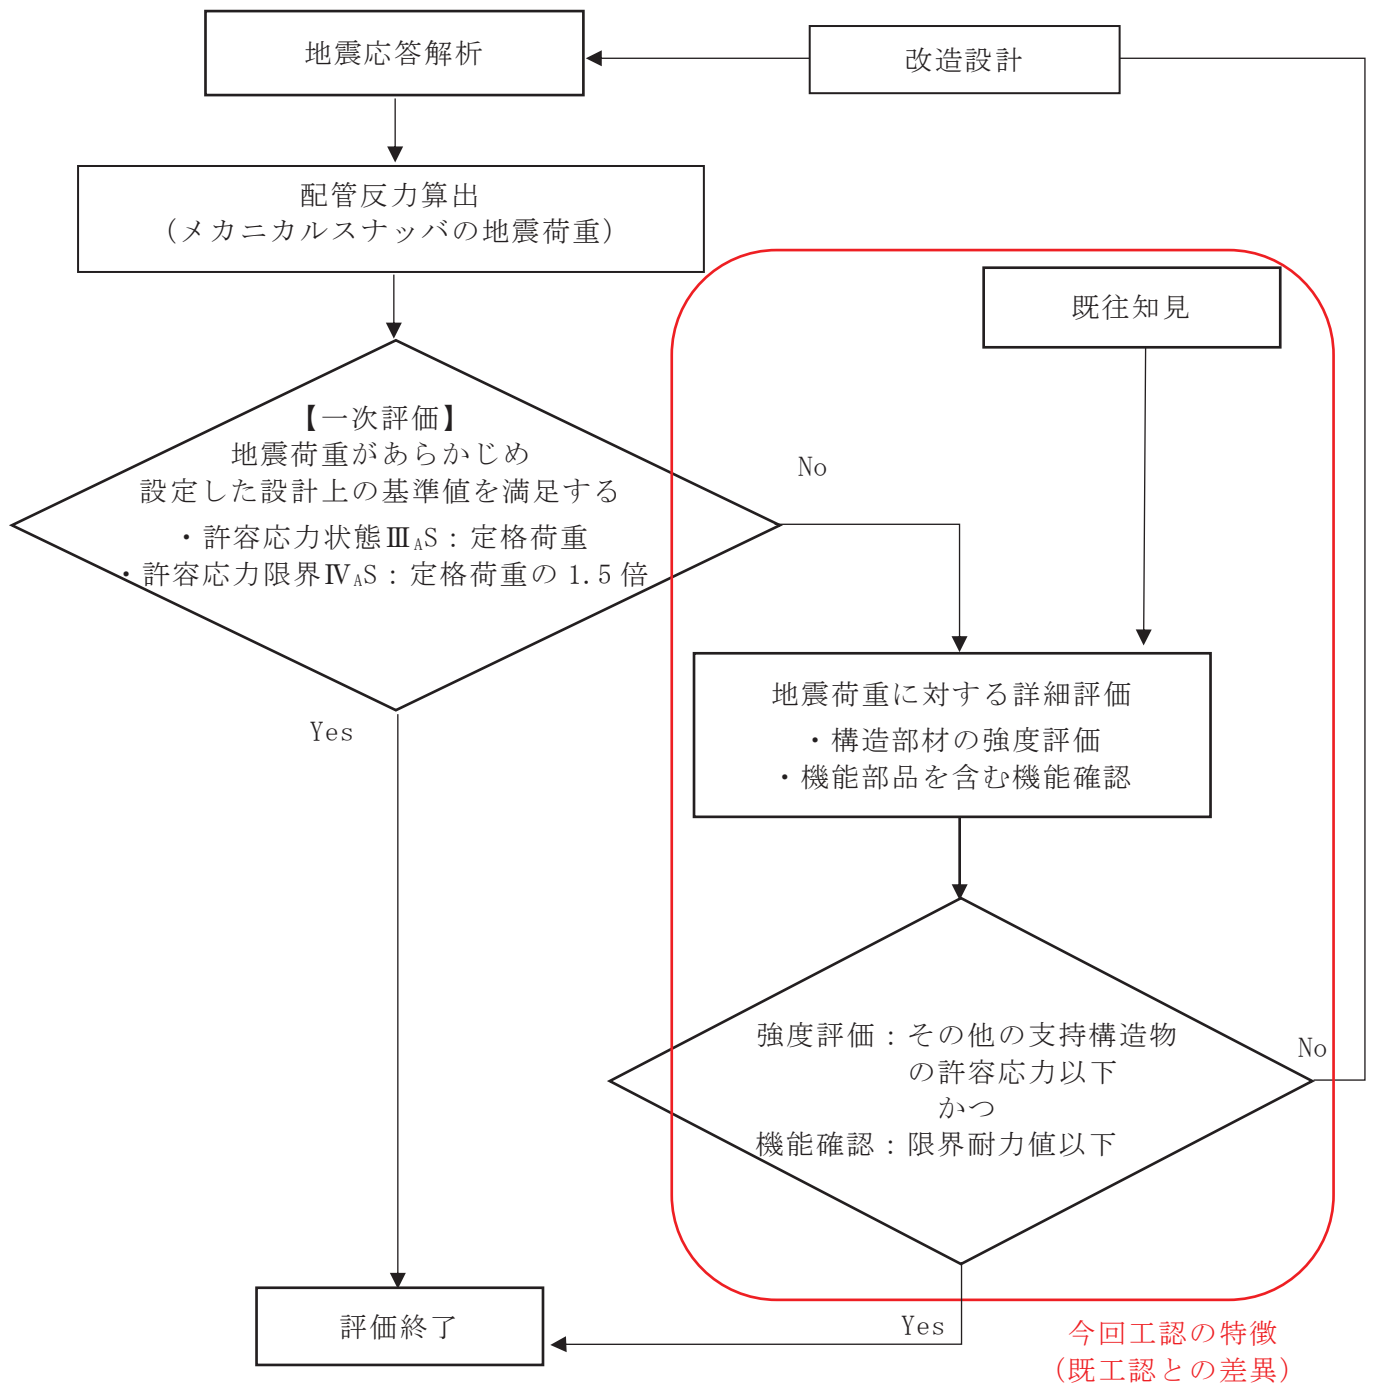 地震応答解析
改造設計
配管反力算出
（メカニカルスナッバの地震荷重）
既往知見
【一次評価】
地震荷重があらかじめ
設定した設計上の基準値を満足する
・許容応力状態ⅢAS：定格荷重
・許容応力限界ⅣAS：定格荷重の1.5倍
No
地震荷重に対する詳細評価
・構造部材の強度評価
・機能部品を含む機能確認
Yes
強度評価：その他の支持構造物
の許容応力以下
かつ
機能確認：限界耐力値以下
No
評価終了
Yes
今回工認の特徴
（既工認との差異）